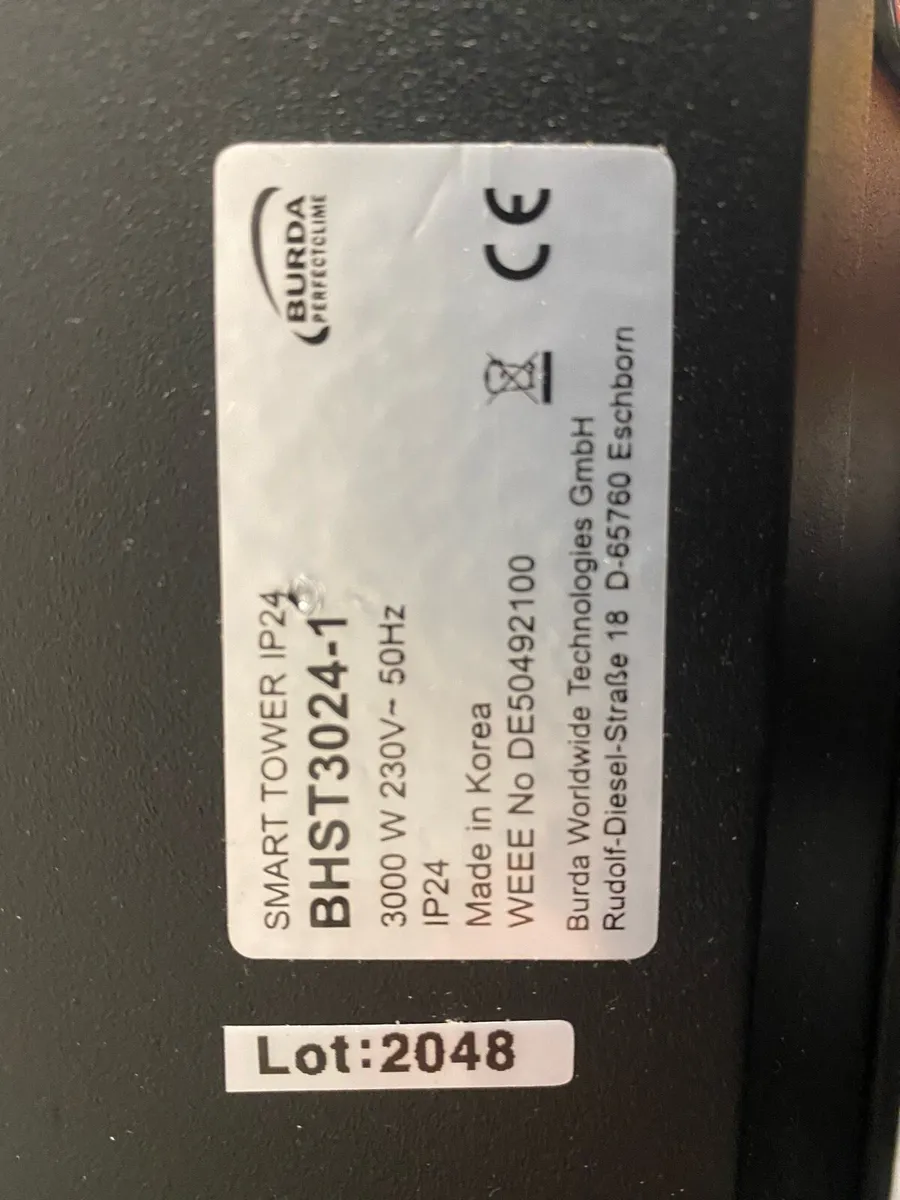 BURDA
PERFECTCLIME
SMART TOWER IP24
BHST3024-1
3000 W 230V~ 50Hz
IP24
Made in Korea
WEEE No DE50492100
CE
Burda Worldwide Technologies GmbH
Rudolf-Diesel-Straße 18 D-65760 Eschborn
Lot:2048